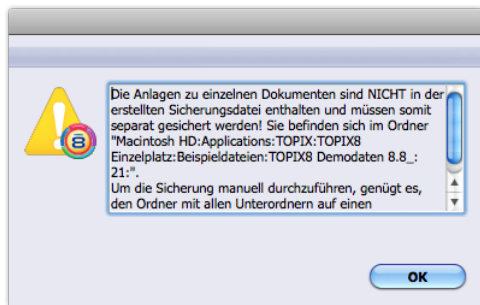 Die Anlagen zu einzelnen Dokumenten sind NICHT in der
erstellten Sicherungsdatei enthalten und müssen somit
separat gesichert werden! Sie befinden sich im Ordner
"Macintosh HD:Applications:TOPIX:TOPIX8
Einzelplatz:Beispieldateien:TOPIX8 Demodaten 8.8_:
21:".
Um die Sicherung manuell durchzuführen, genügt es,
den Ordner mit allen Unterordnern auf einen
8
OK